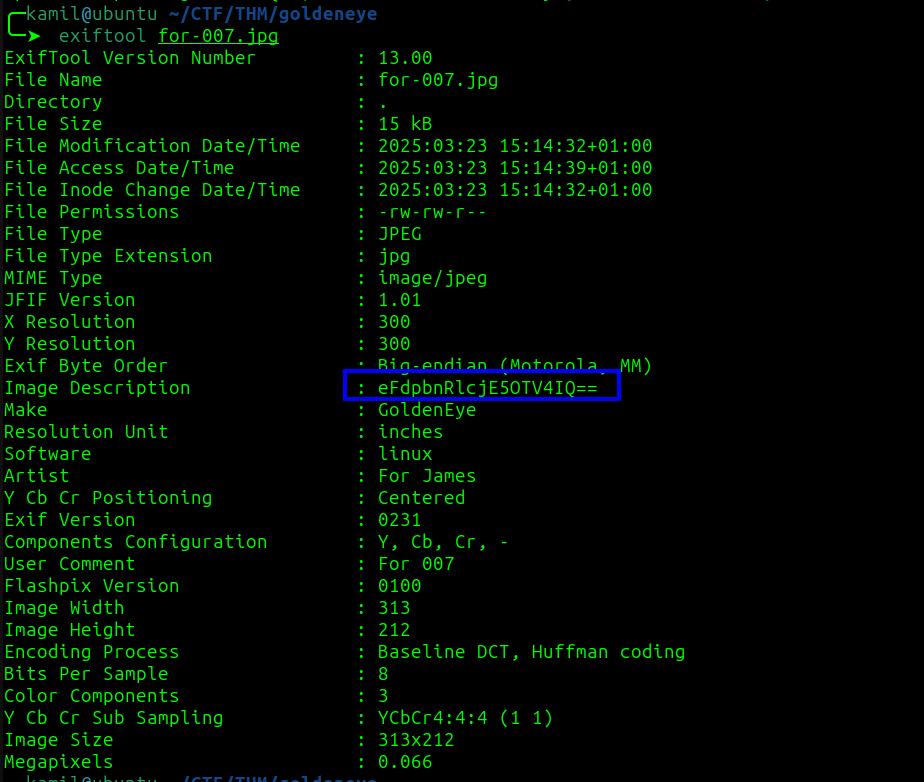 kamil@ubuntu ~/CTF/THM/goldeneye
exiftool for-007.jpg
ExifTool Version Number : 13.00
File Name : for-007.jpg
Directory : .
File Size : 15 kB
File Modification Date/Time : 2025:03:23 15:14:32+01:00
File Access Date/Time : 2025:03:23 15:14:39+01:00
File Inode Change Date/Time : 2025:03:23 15:14:32+01:00
File Permissions : -rw-rw-r--
File Type : JPEG
File Type Extension : jpg
MIME Type : image/jpeg
JFIF Version : 1.01
X Resolution : 300
Y Resolution : 300
Exif Byte Order : Big-endian (Motorola, MM)
Image Description : eFdpbnRlcjE5OTV4IQ==
Make : GoldenEye
Resolution Unit : inches
Software : linux
Artist : For James
Y Cb Cr Positioning : Centered
Exif Version : 0231
Components Configuration : Y, Cb, Cr, -
User Comment : For 007
Flashpix Version : 0100
Image Width : 313
Image Height : 212
Encoding Process : Baseline DCT, Huffman coding
Bits Per Sample : 8
Color Components : 3
Y Cb Cr Sub Sampling : YCbCr4:4:4 (1 1)
Image Size : 313x212
Megapixels : 0.066
kamil@ubuntu ~/CTF/THM/goldeneye